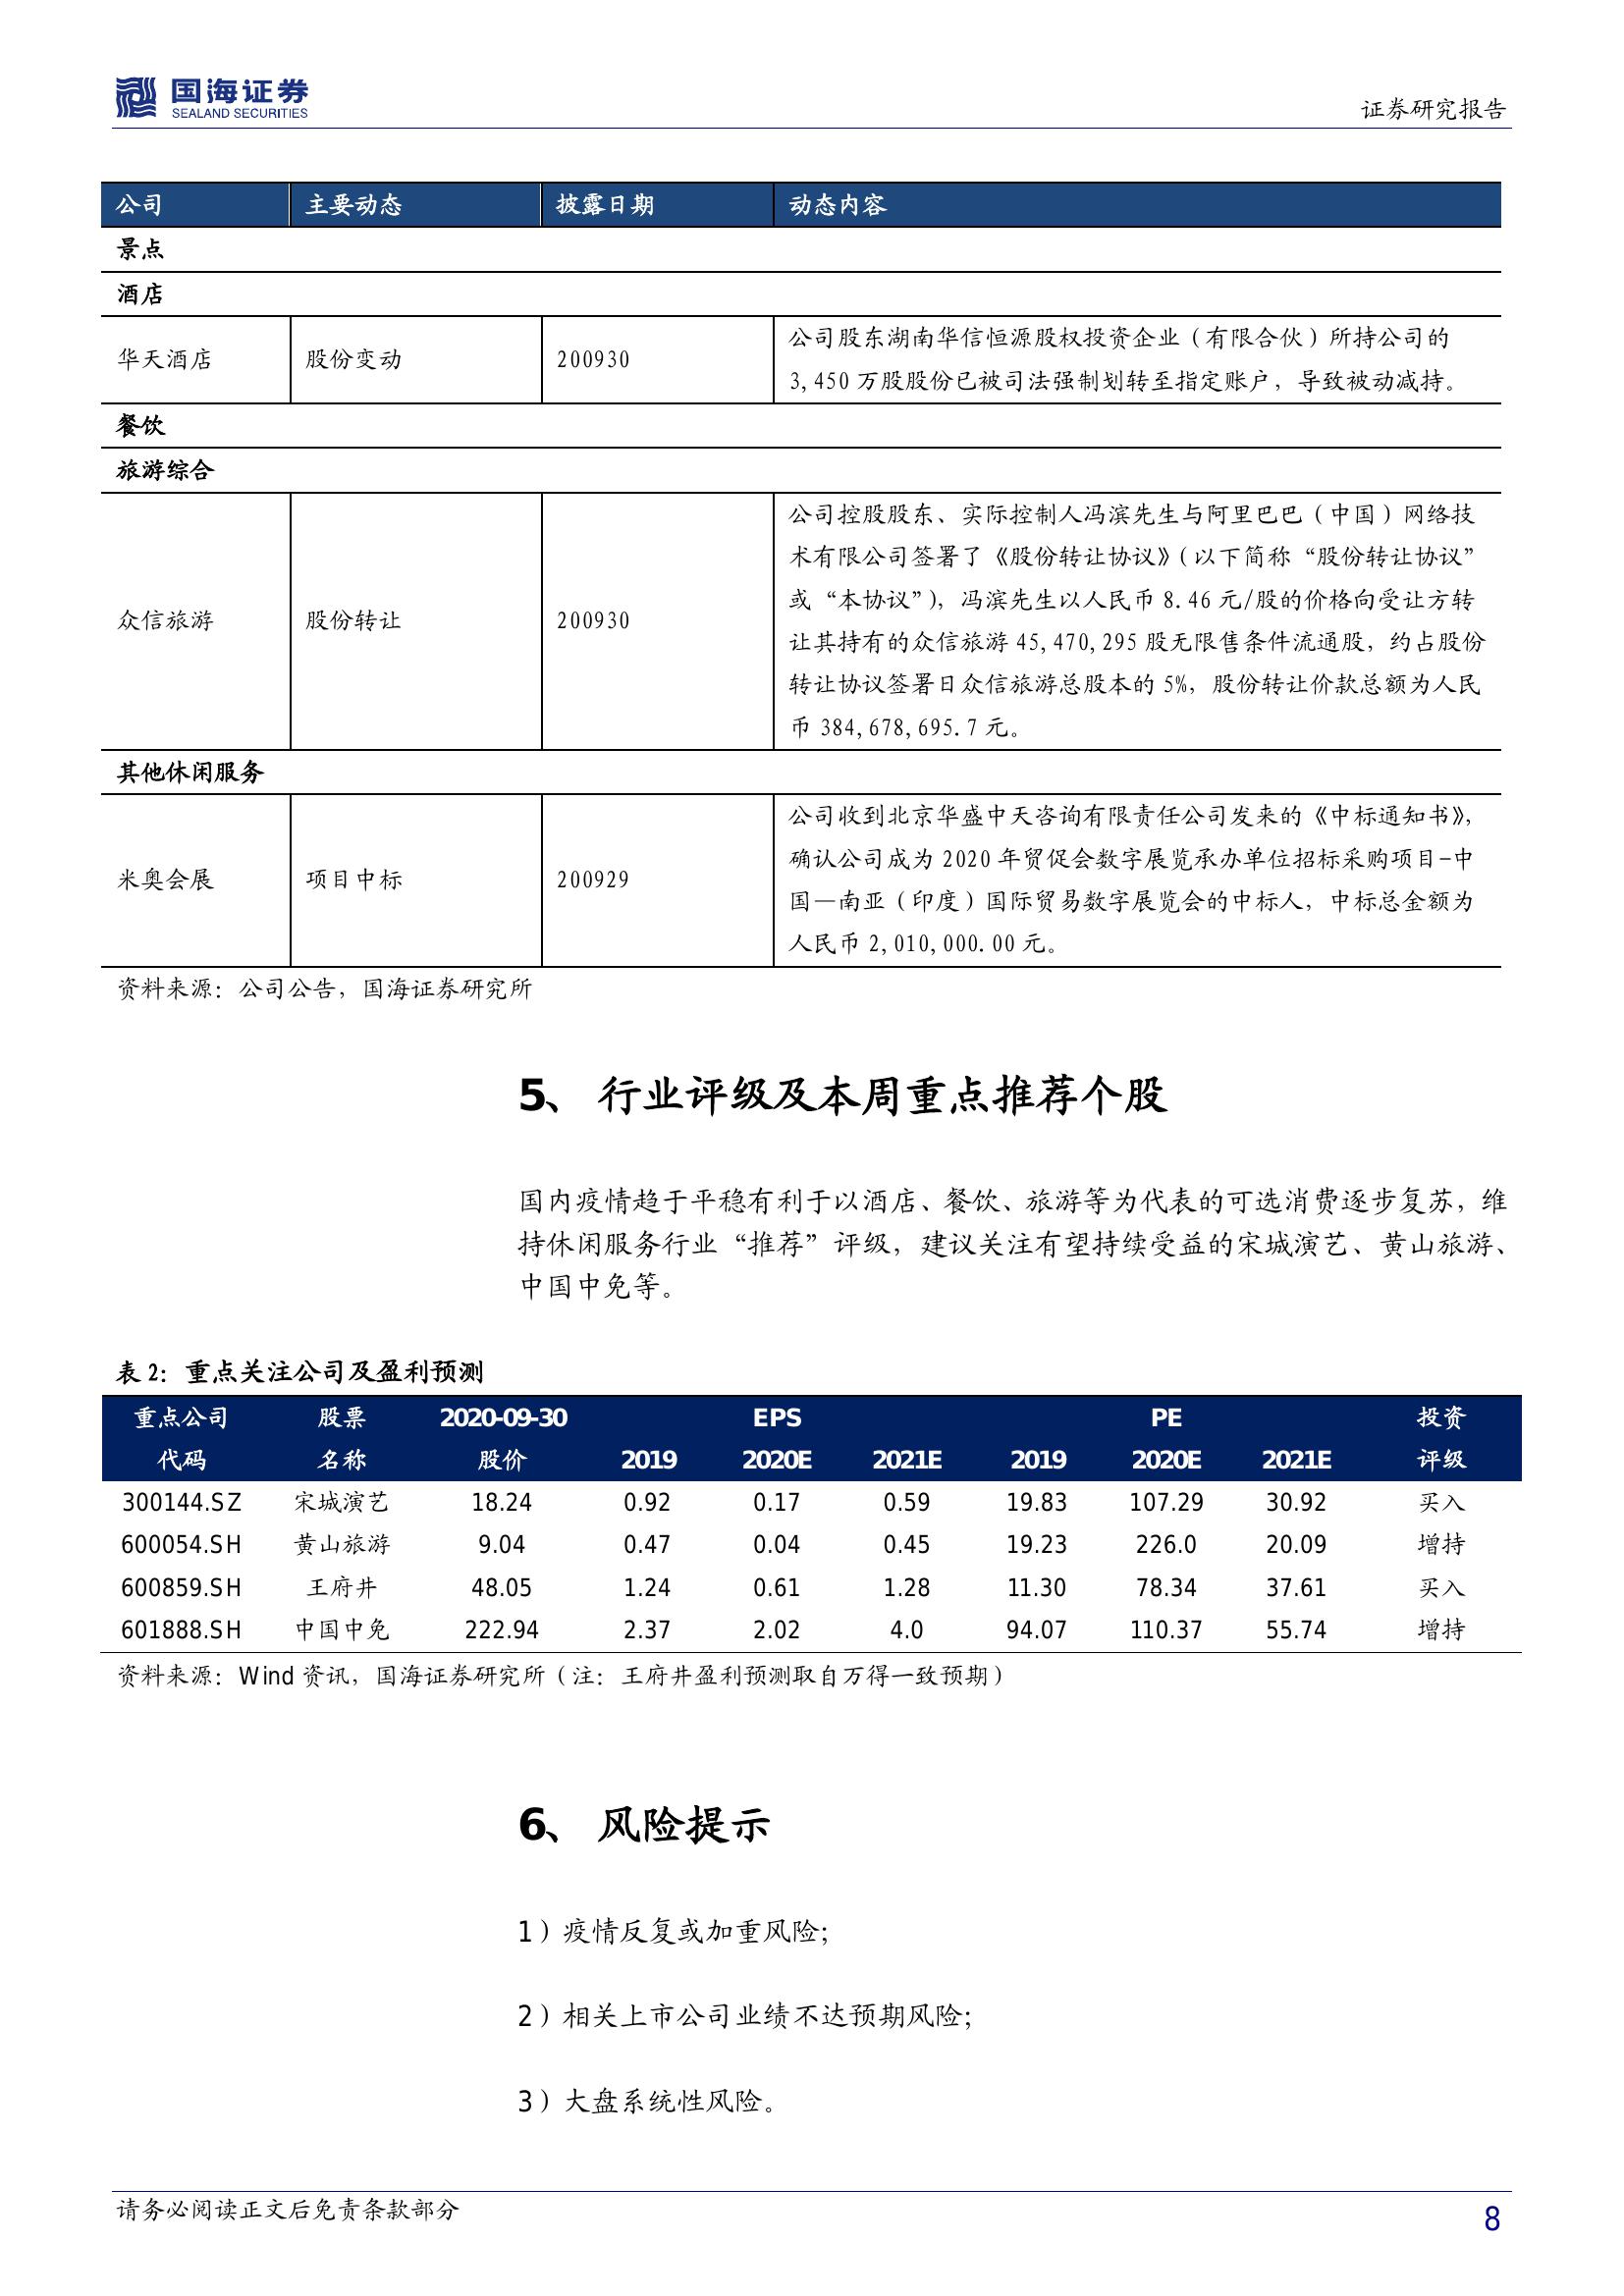 国海证券
SEALAND SECURITIES
证券研究报告
公司 主要动态 披露日期 动态内容
景点
酒店
华天酒店 股份变动 200930 公司股东湖南华信恒源股权投资企业（有限合伙）所持公司的
3,450 万股股份已被司法强制划转至指定账户，导致被动减持。
餐饮
旅游综合
众信旅游 股份转让 200930 公司控股股东、实际控制人冯滨先生与阿里巴巴（中国）网络技
术有限公司签署了《股份转让协议》（以下简称“股份转让协议”
或“本协议”），冯滨先生以人民币 8.46 元/股的价格向受让方转
让其持有的众信旅游 45,470,295 股无限售条件流通股，约占股份
转让协议签署日众信旅游总股本的 5%，股份转让价款总额为人民
币 384,678,695.7 元。
其他休闲服务
米奥会展 项目中标 200929 公司收到北京华盛中天咨询有限责任公司发来的《中标通知书》，
确认公司成为 2020 年贸促会数字展览承办单位招标采购项目-中
国—南亚（印度）国际贸易数字展览会的中标人，中标总金额为
人民币 2,010,000.00 元。
资料来源：公司公告，国海证券研究所
5、 行业评级及本周重点推荐个股
国内疫情趋于平稳有利于以酒店、餐饮、旅游等为代表的可选消费逐步复苏，维
持休闲服务行业“推荐”评级，建议关注有望持续受益的宋城演艺、黄山旅游、
中国中免等。
表 2：重点关注公司及盈利预测
重点公司 股票 2020-09-30 EPS PE 投资
代码 名称 股价 2019 2020E 2021E 2019 2020E 2021E 评级
300144.SZ 宋城演艺 18.24 0.92 0.17 0.59 19.83 107.29 30.92 买入
600054.SH 黄山旅游 9.04 0.47 0.04 0.45 19.23 226.0 20.09 增持
600859.SH 王府井 48.05 1.24 0.61 1.28 11.30 78.34 37.61 买入
601888.SH 中国中免 222.94 2.37 2.02 4.0 94.07 110.37 55.74 增持
资料来源：Wind 资讯，国海证券研究所（注：王府井盈利预测取自万得一致预期）
6、 风险提示
1）疫情反复或加重风险；
2）相关上市公司业绩不达预期风险；
3）大盘系统性风险。
请务必阅读正文后免责条款部分
8